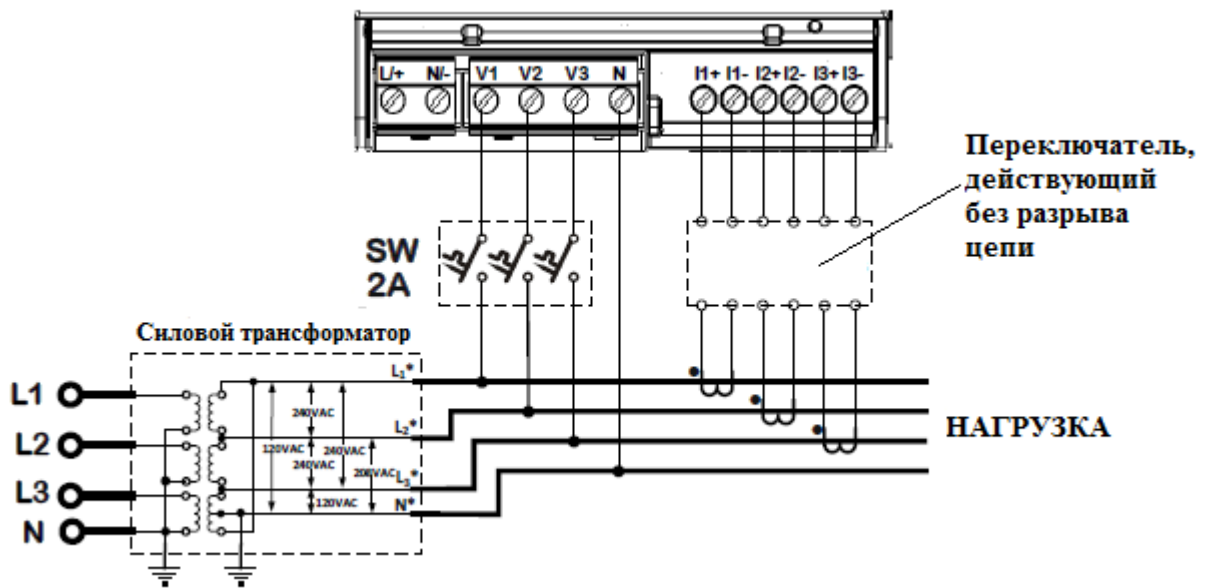 L/+ N/- V1 V2 V3 N I1+ I1- I2+ I2- I3+ I3-
Переключатель,
действующий
без разрыва
цепи
SW
2A
Силовой трансформатор
L1
L2
L3
N
L1*
L2*
L3*
N*
240VAC
120VAC
240VAC
240VAC
208VAC
120VAC
НАГРУЗКА